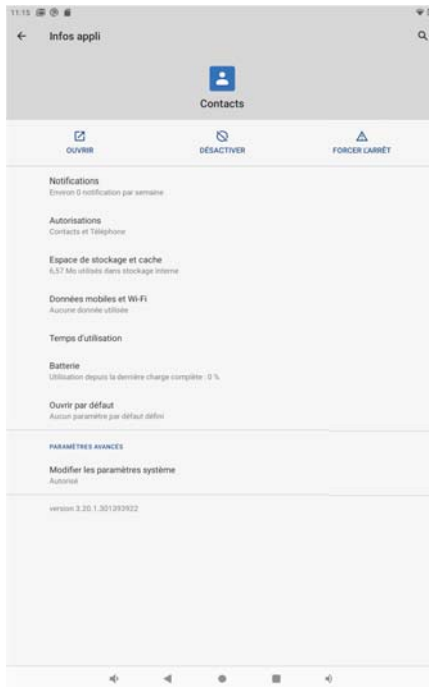 11:15
Infos appli
Contacts
OUVRIR
DÉSACTIVER
FORCER L'ARRÊT
Notifications
Environ 0 notification par semaine
Autorisations
Contacts et Téléphone
Espace de stockage et cache
6,57 Mo utilisés dans stockage interne
Données mobiles et Wi-Fi
Aucune donnée utilisée
Temps d'utilisation
Batterie
Utilisation depuis la dernière charge complète : 0 %
Ouvrir par défaut
Aucun paramètre par défaut défini
PARAMÈTRES AVANCÉS
Modifier les paramètres système
Autorisé
version 3.20.1.301393922